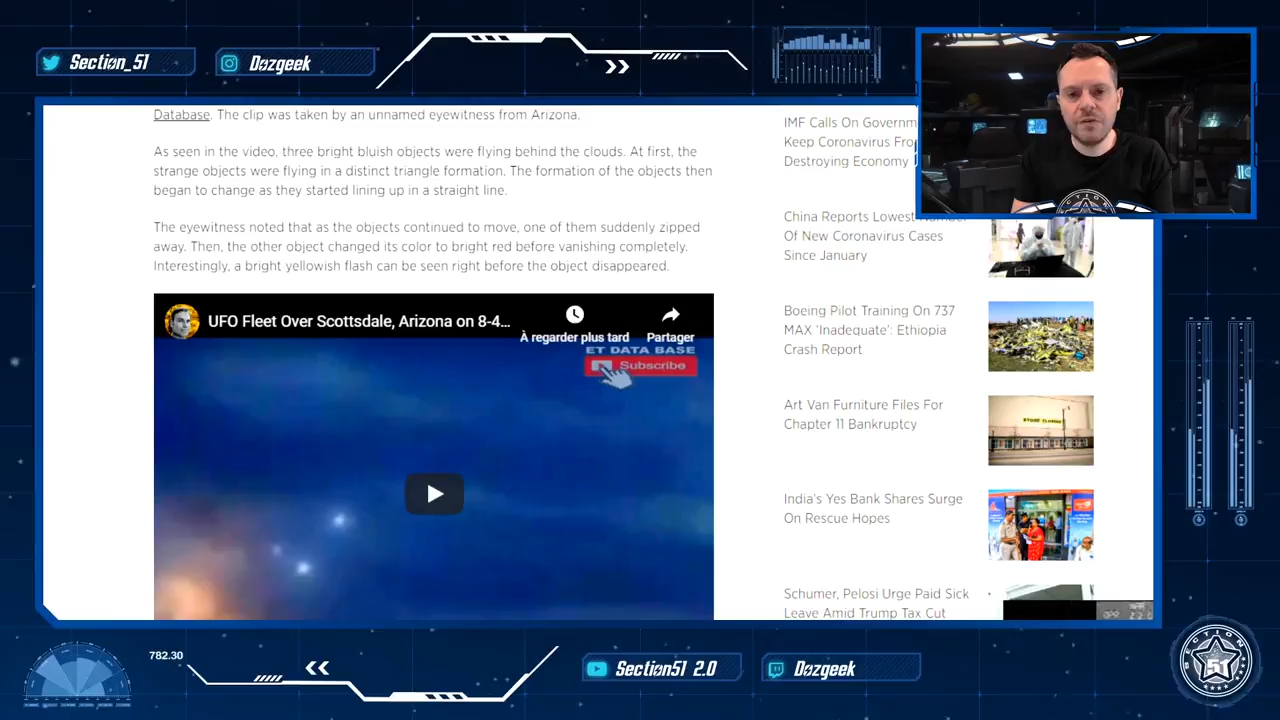 Section_51
Dazgeek
Database. The clip was taken by an unnamed eyewitness from Arizona.
As seen in the video, three bright bluish objects were flying behind the clouds. At first, the
strange objects were flying in a distinct triangle formation. The formation of the objects then
began to change as they started lining up in a straight line.
The eyewitness noted that as the objects continued to move, one of them suddenly zipped
away. Then, the other object changed its color to bright red before vanishing completely.
Interestingly, a bright yellowish flash can be seen right before the object disappeared.
UFO Fleet Over Scottsdale, Arizona on 8-4...
À regarder plus tard
Partager
ET DATA BASE
Subscribe
IMF Calls On Governm
Keep Coronavirus Fro
Destroying Economy
China Reports Lowest Number
Of New Coronavirus Cases
Since January
Boeing Pilot Training On 737
MAX 'Inadequate': Ethiopia
Crash Report
Art Van Furniture Files For
Chapter 11 Bankruptcy
India's Yes Bank Shares Surge
On Rescue Hopes
Schumer, Pelosi Urge Paid Sick
Leave Amid Trump Tax Cut
782.30
Section51 2.0
Dazgeek
SECTION
51